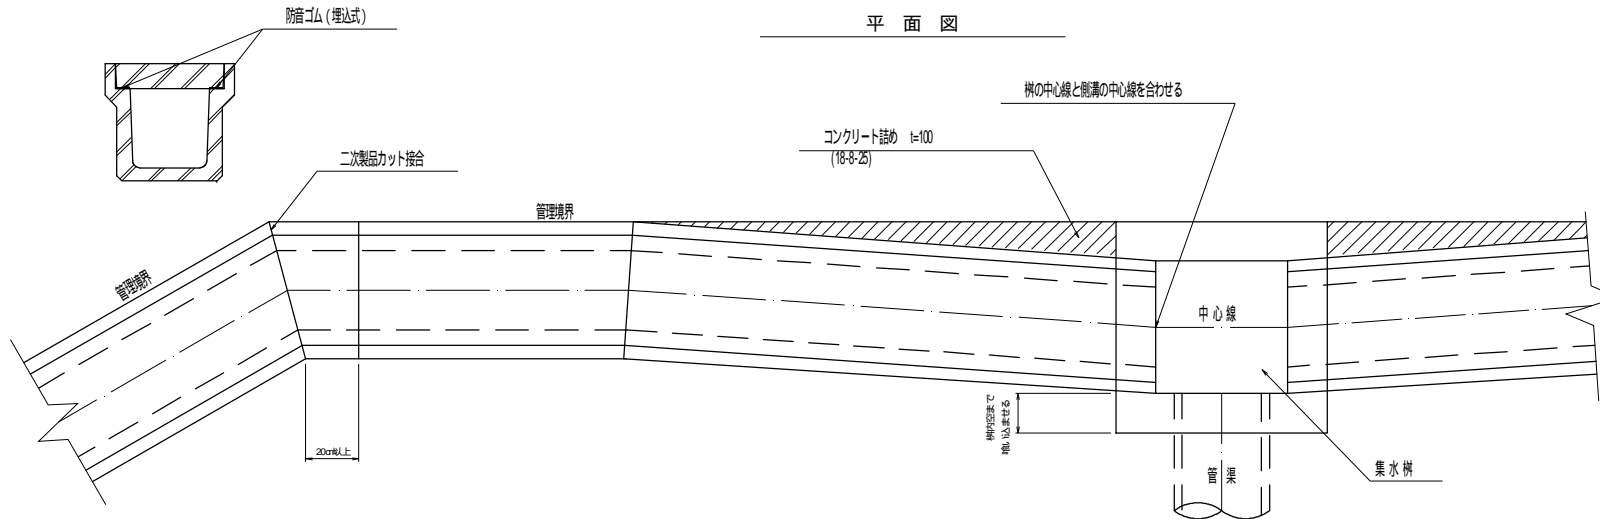 防音ゴム（埋込式）
平 面 図
桝の中心線と側溝の中心線を合わせる
コンクリート詰め t=100
(18-8-25)
二次製品カット接合
管理境界
管理境界
中 心 線
桝内空まで
喰い込ませる
20cm以上
管 渠
集 水 桝